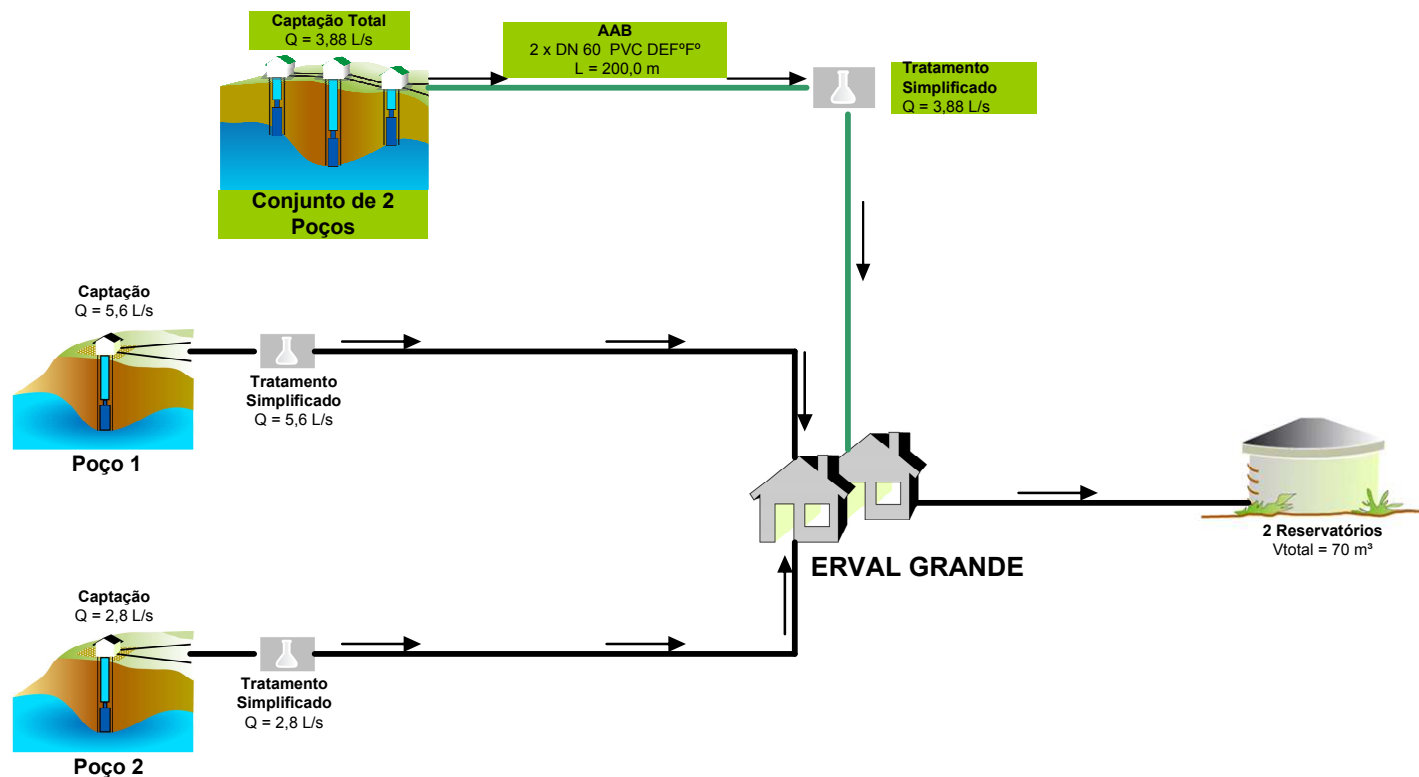 Captação Total
Q = 3,88 L/s
AAB
2 x DN 60 PVC DEFºFº
L = 200,0 m
Tratamento
Simplificado
Q = 3,88 L/s
Conjunto de 2
Poços
Captação
Q = 5,6 L/s
Tratamento
Simplificado
Q = 5,6 L/s
Poço 1
2 Reservatórios
Vtotal = 70 m³
ERVAL GRANDE
Captação
Q = 2,8 L/s
Tratamento
Simplificado
Q = 2,8 L/s
Poço 2